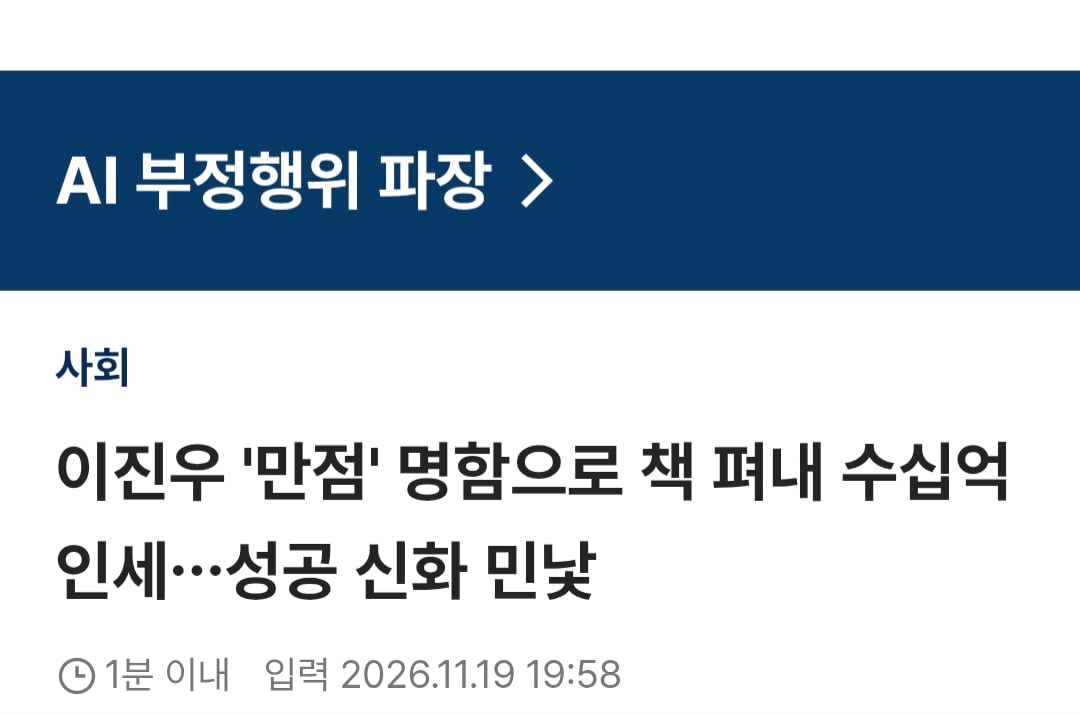 AI 부정행위 파장 >
사회
이진우 '만점' 명함으로 책 펴내 수십억
인세…성공 신화 민낯
1분 이내 입력 2026.11.19 19:58